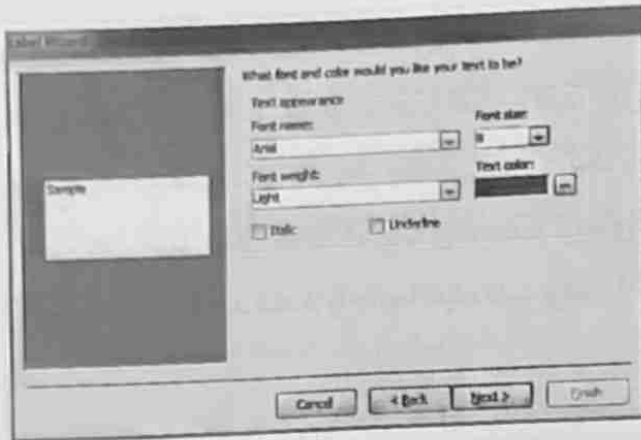 Label Wizard
What font and color would you like your text to be?
Text appearance
Font name:
Font size:
Arial
8
Font weight:
Text color:
Light
Italic
Underline
Sample
Cancel
< Back
Next >
Finish